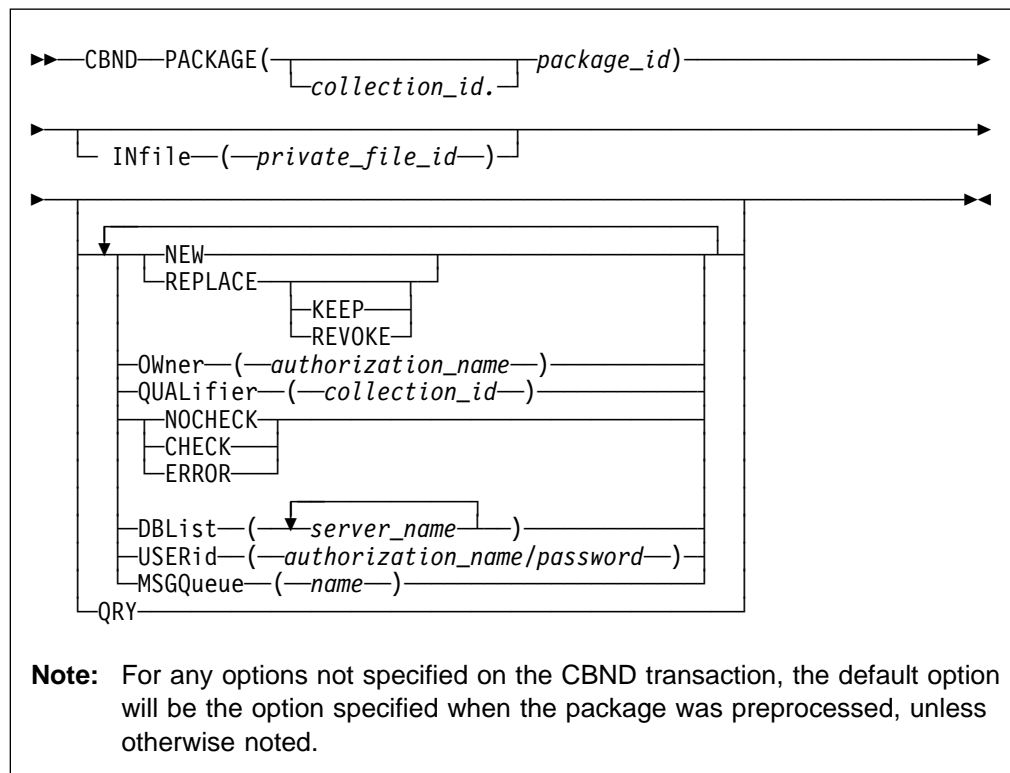 CBND PACKAGE( package_id)
collection_id.
INfile ( private_file_id )
NEW
REPLACE
KEEP
REVOKE
OWner ( authorization_name )
QUALifier ( collection_id )
NOCHECK
CHECK
ERROR
DBList ( server_name )
USERid ( authorization_name/password )
MSGQueue ( name )
QRY
Note: For any options not specified on the CBND transaction, the default option
will be the option specified when the package was preprocessed, unless
otherwise noted.